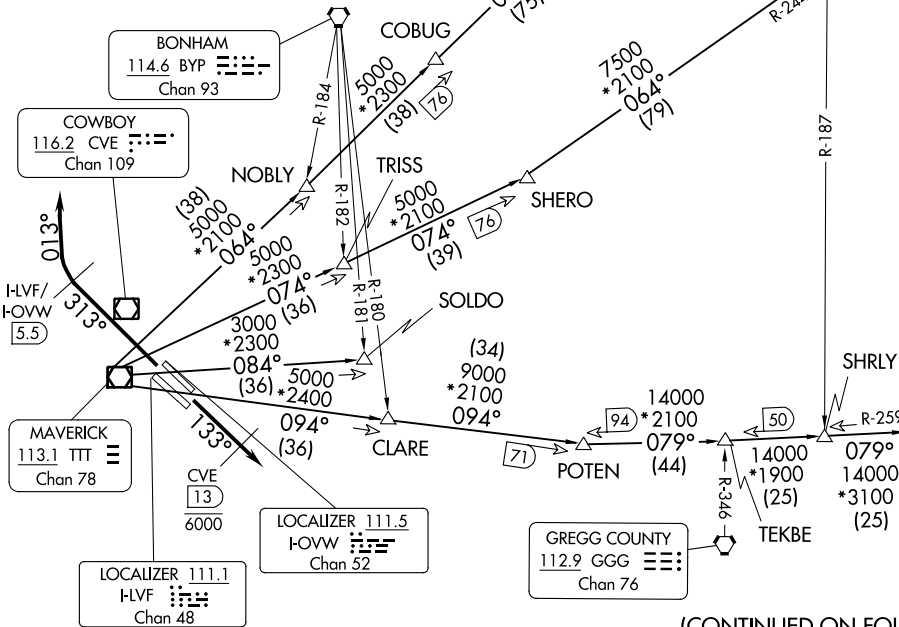 (75)
R-244
BONHAM
114.6 BYP
Chan 93
COBUG
5000
*2300
(38)
76
7500
*2100
064°
(79)
R-184
COWBOY
116.2 CVE
Chan 109
R-187
NOBLY
TRISS
R-182
(38)
5000
*2100
064°
5000
*2100
074°
(39)
76
SHERO
013°
5000
*2300
074°
(36)
R-181
R-180
I-LVF/
I-OVW
5.5
313°
SOLDO
3000
*2300
084°
(36)
(34)
9000
*2100
094°
5000
*2400
094°
(36)
14000
*2100
079°
(44)
SHRLY
MAVERICK
113.1 TTT
Chan 78
133°
CLARE
94
71
POTEN
50
R-259
14000
*1900
(25)
079°
14000
*3100
(25)
CVE
13
6000
R-346
TEKBE
LOCALIZER 111.5
I-OVW
Chan 52
GREGG COUNTY
112.9 GGG
Chan 76
LOCALIZER 111.1
I-LVF
Chan 48
(CONTINUED ON